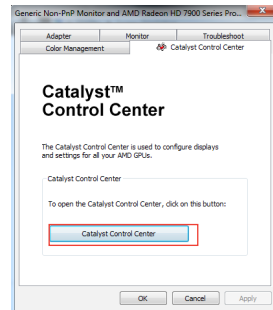 Generic Non-PnP Monitor and AMD Radeon HD 7900 Series Pro...
Adapter
Monitor
Troubleshoot
Color Management
Catalyst Control Center
Catalyst™
Control Center
The Catalyst Control Center is used to configure displays
and settings for all your AMD GPUs.
Catalyst Control Center
To open the Catalyst Control Center, click on this button:
Catalyst Control Center
OK
Cancel
Apply